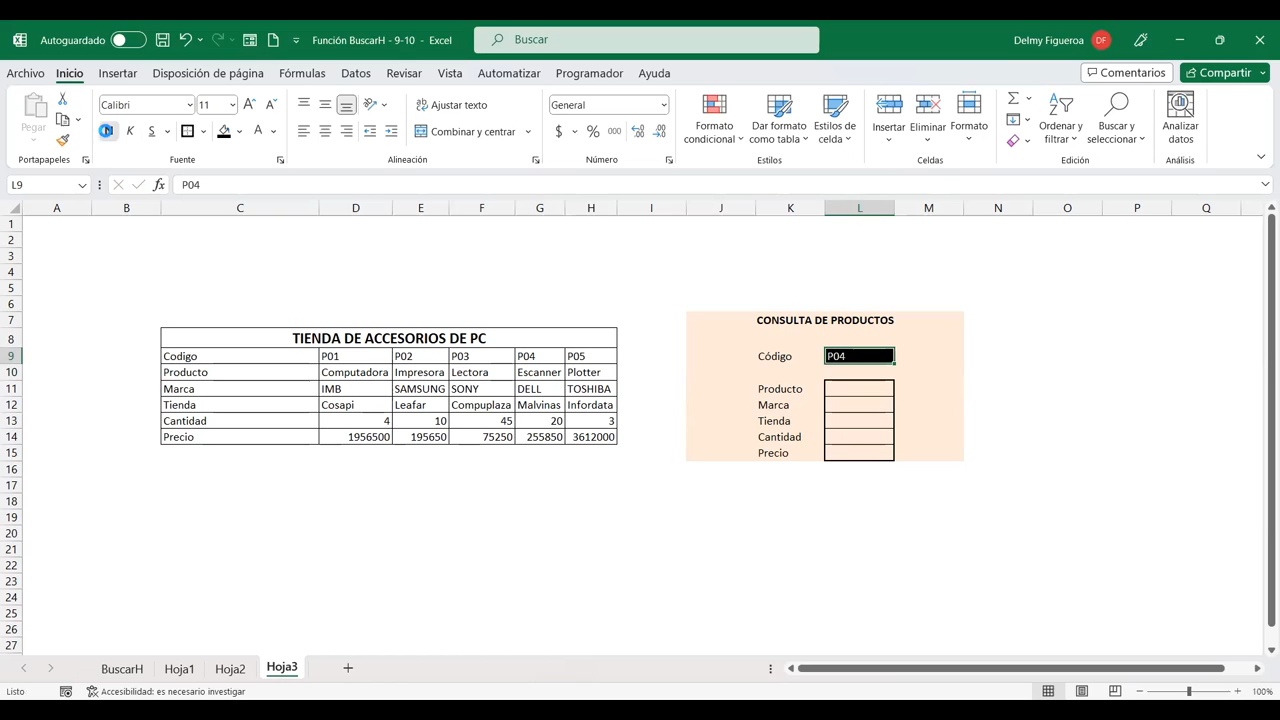 Autoguardado
Función BuscarH - 9-10 - Excel
Buscar
Delmy Figueroa DF
Archivo Inicio Insertar Disposición de página Fórmulas Datos Revisar Vista Automatizar Programador Ayuda
Comentarios Compartir
Pegar
Portapapeles
Calibri 11
N K S
Fuente
Ajustar texto
Combinar y centrar
Alineación
General
$ % 000
Número
Formato condicional
Dar formato como tabla
Estilos de celda
Estilos
Insertar Eliminar Formato
Celdas
Ordenar y filtrar
Buscar y seleccionar
Edición
Analizar datos
Análisis
L9 fx P04
A B C D E F G H I J K L M N O P Q
1
2
3
4
5
6
7 CONSULTA DE PRODUCTOS
8 TIENDA DE ACCESORIOS DE PC
9 Codigo P01 P02 P03 P04 P05 Código P04
10 Producto Computadora Impresora Lectora Escanner Plotter
11 Marca IMB SAMSUNG SONY DELL TOSHIBA Producto
12 Tienda Cosapi Leafar Compuplaza Malvinas Infordata Marca
13 Cantidad 4 10 45 20 3 Tienda
14 Precio 1956500 195650 75250 255850 3612000 Cantidad
15 Precio
16
17
18
19
20
21
22
23
24
25
26
27
BuscarH Hoja1 Hoja2 Hoja3
Listo Accesibilidad: es necesario investigar 100%